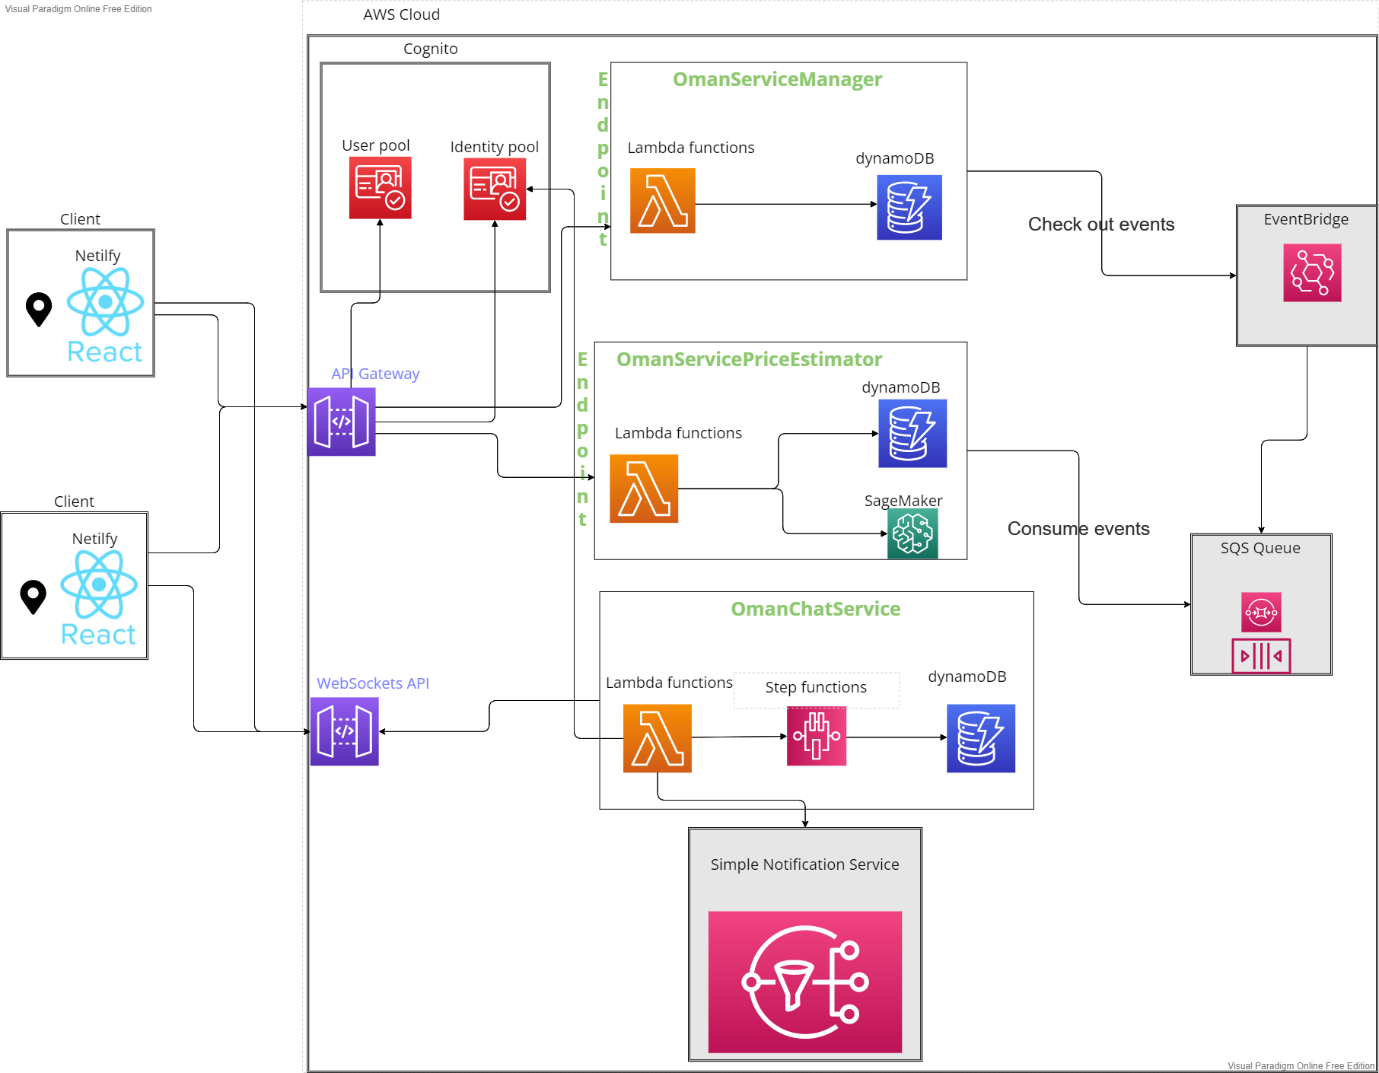 Visual Paradigm Online Free Edition
AWS Cloud
Cognito
User pool
Identity pool
Endpoint
OmanServiceManager
Lambda functions
dynamoDB
Check out events
EventBridge
Client
Netilfy
React
API Gateway
Endpoint
OmanServicePriceEstimator
Lambda functions
dynamoDB
SageMaker
Consume events
SQS Queue
Client
Netilfy
React
WebSockets API
OmanChatService
Lambda functions
Step functions
dynamoDB
Simple Notification Service
Visual Paradigm Online Free Edition